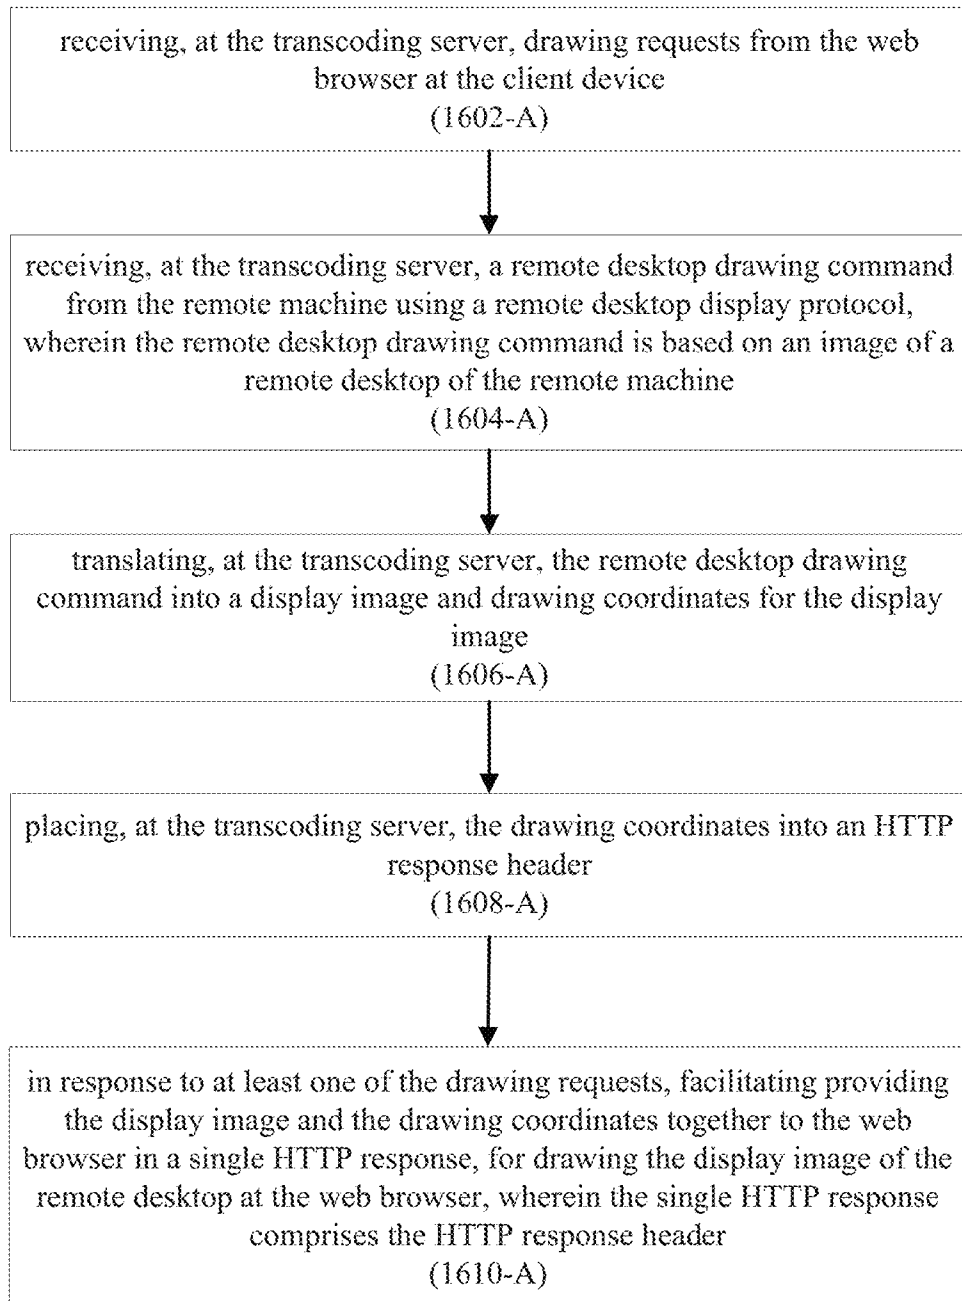 receiving, at the transcoding server, drawing requests from the web
browser at the client device
(1602-A)
receiving, at the transcoding server, a remote desktop drawing command
from the remote machine using a remote desktop display protocol,
wherein the remote desktop drawing command is based on an image of a
remote desktop of the remote machine
(1604-A)
translating, at the transcoding server, the remote desktop drawing
command into a display image and drawing coordinates for the display
image
(1606-A)
placing, at the transcoding server, the drawing coordinates into an HTTP
response header
(1608-A)
in response to at least one of the drawing requests, facilitating providing
the display image and the drawing coordinates together to the web
browser in a single HTTP response, for drawing the display image of the
remote desktop at the web browser, wherein the single HTTP response
comprises the HTTP response header
(1610-A)